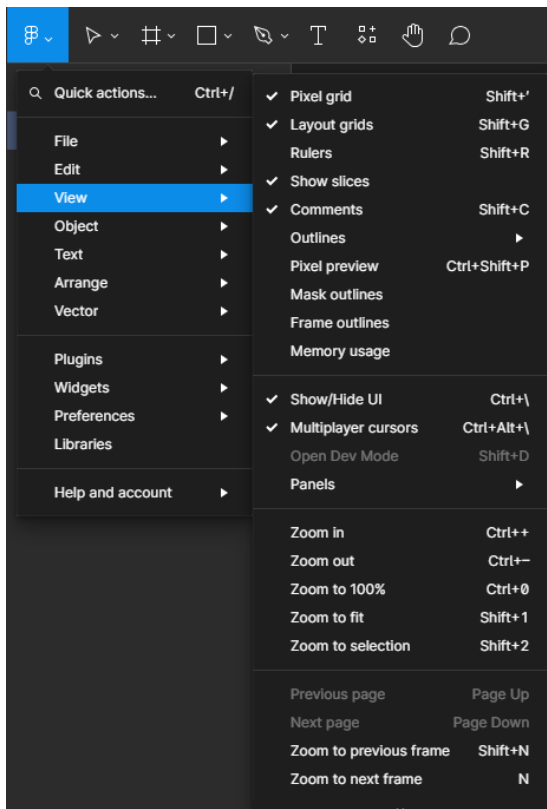 Quick actions... Ctrl+/
File
Edit
View
Object
Text
Arrange
Vector
Plugins
Widgets
Preferences
Libraries
Help and account
Pixel grid Shift+'
Layout grids Shift+G
Rulers Shift+R
Show slices
Comments Shift+C
Outlines
Pixel preview Ctrl+Shift+P
Mask outlines
Frame outlines
Memory usage
Show/Hide UI Ctrl+\
Multiplayer cursors Ctrl+Alt+\
Open Dev Mode Shift+D
Panels
Zoom in Ctrl++
Zoom out Ctrl+−
Zoom to 100% Ctrl+0
Zoom to fit Shift+1
Zoom to selection Shift+2
Previous page Page Up
Next page Page Down
Zoom to previous frame Shift+N
Zoom to next frame N